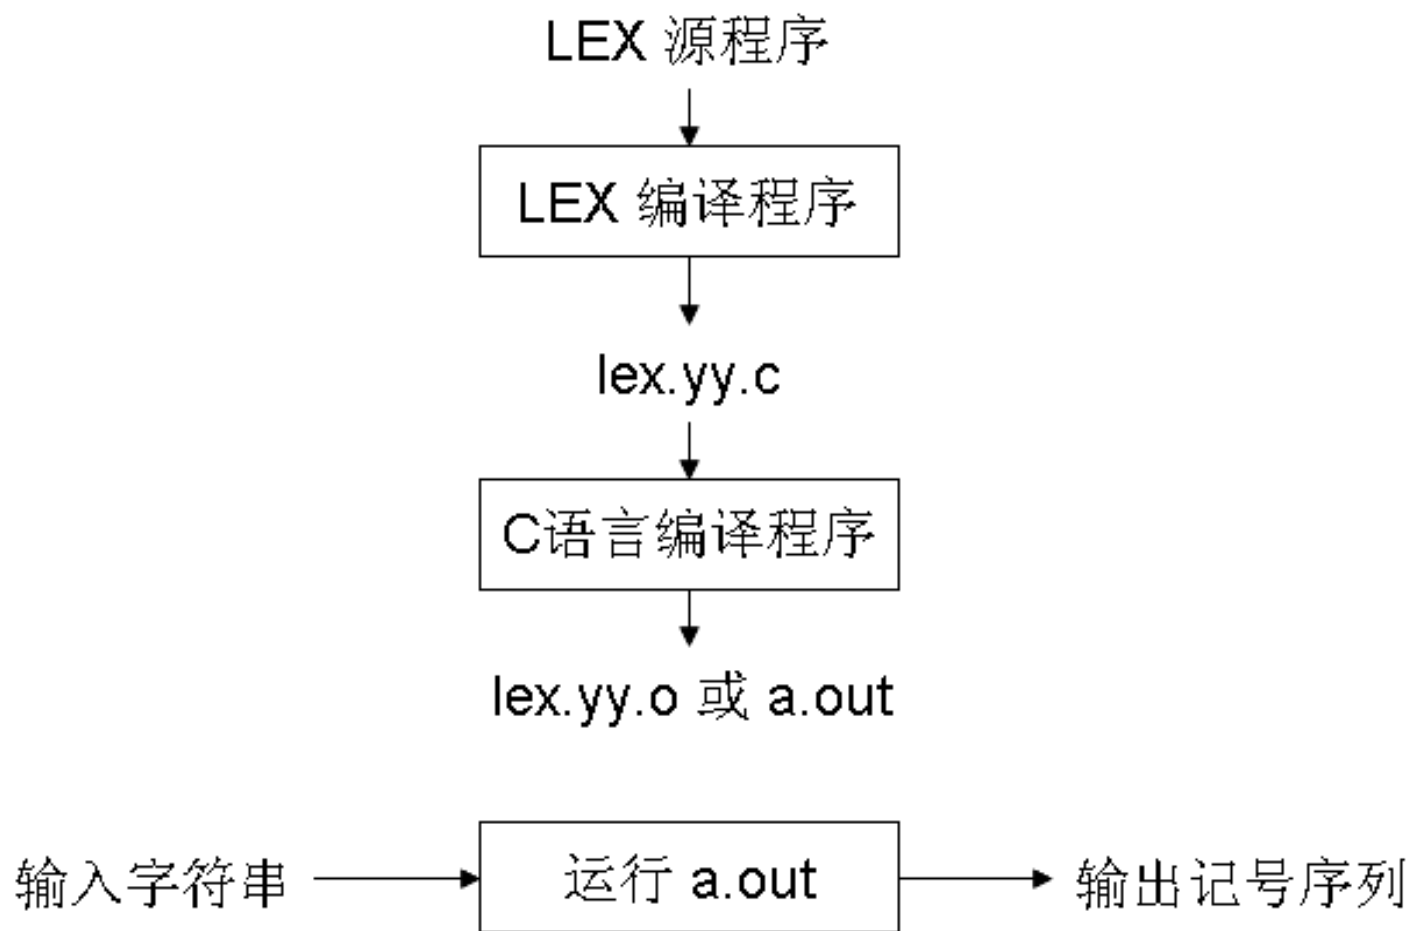 LEX 源程序
LEX 编译程序
lex.yy.c
C语言编译程序
lex.yy.o 或 a.out
输入字符串
运行 a.out
输出记号序列